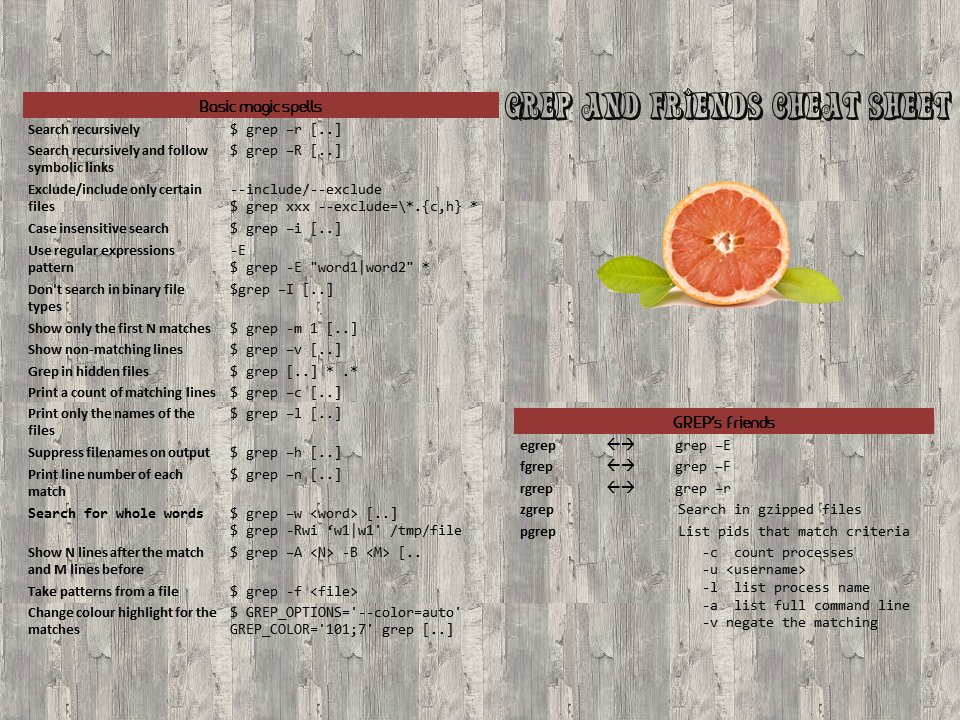 Basic magic spells
Search recursively $ grep –r [..]
Search recursively and follow $ grep –R [..]
symbolic links
Exclude/include only certain --include/--exclude
files $ grep xxx --exclude=\*.{c,h} *
Case insensitive search $ grep –i [..]
Use regular expressions -E
pattern $ grep -E "word1|word2" *
Don't search in binary file $grep –I [..]
types
Show only the first N matches $ grep -m 1 [..]
Show non-matching lines $ grep –v [..]
Grep in hidden files $ grep [..] * .*
Print a count of matching lines $ grep –c [..]
Print only the names of the $ grep –l [..]
files
Suppress filenames on output $ grep –h [..]
Print line number of each $ grep –n [..]
match
Search for whole words $ grep –w <word> [..]
$ grep -Rwi ‘w1|w1' /tmp/file
Show N lines after the match $ grep –A <N> -B <M> [..
and M lines before
Take patterns from a file $ grep -f <file>
Change colour highlight for the $ GREP_OPTIONS='--color=auto'
matches GREP_COLOR='101;7' grep [..]
GREP AND FRIENDS CHEAT SHEET
GREP's friends
egrep ←→ grep –E
fgrep ←→ grep –F
rgrep ←→ grep –r
zgrep Search in gzipped files
pgrep List pids that match criteria
-c count processes
-u <username>
-l list process name
-a list full command line
-v negate the matching